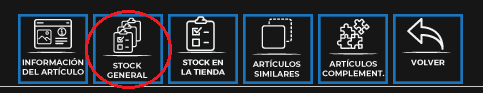 INFORMACIÓN
DEL ARTÍCULO
STOCK
GENERAL
STOCK EN
LA TIENDA
ARTÍCULOS
SIMILARES
ARTÍCULOS
COMPLEMENT.
VOLVER